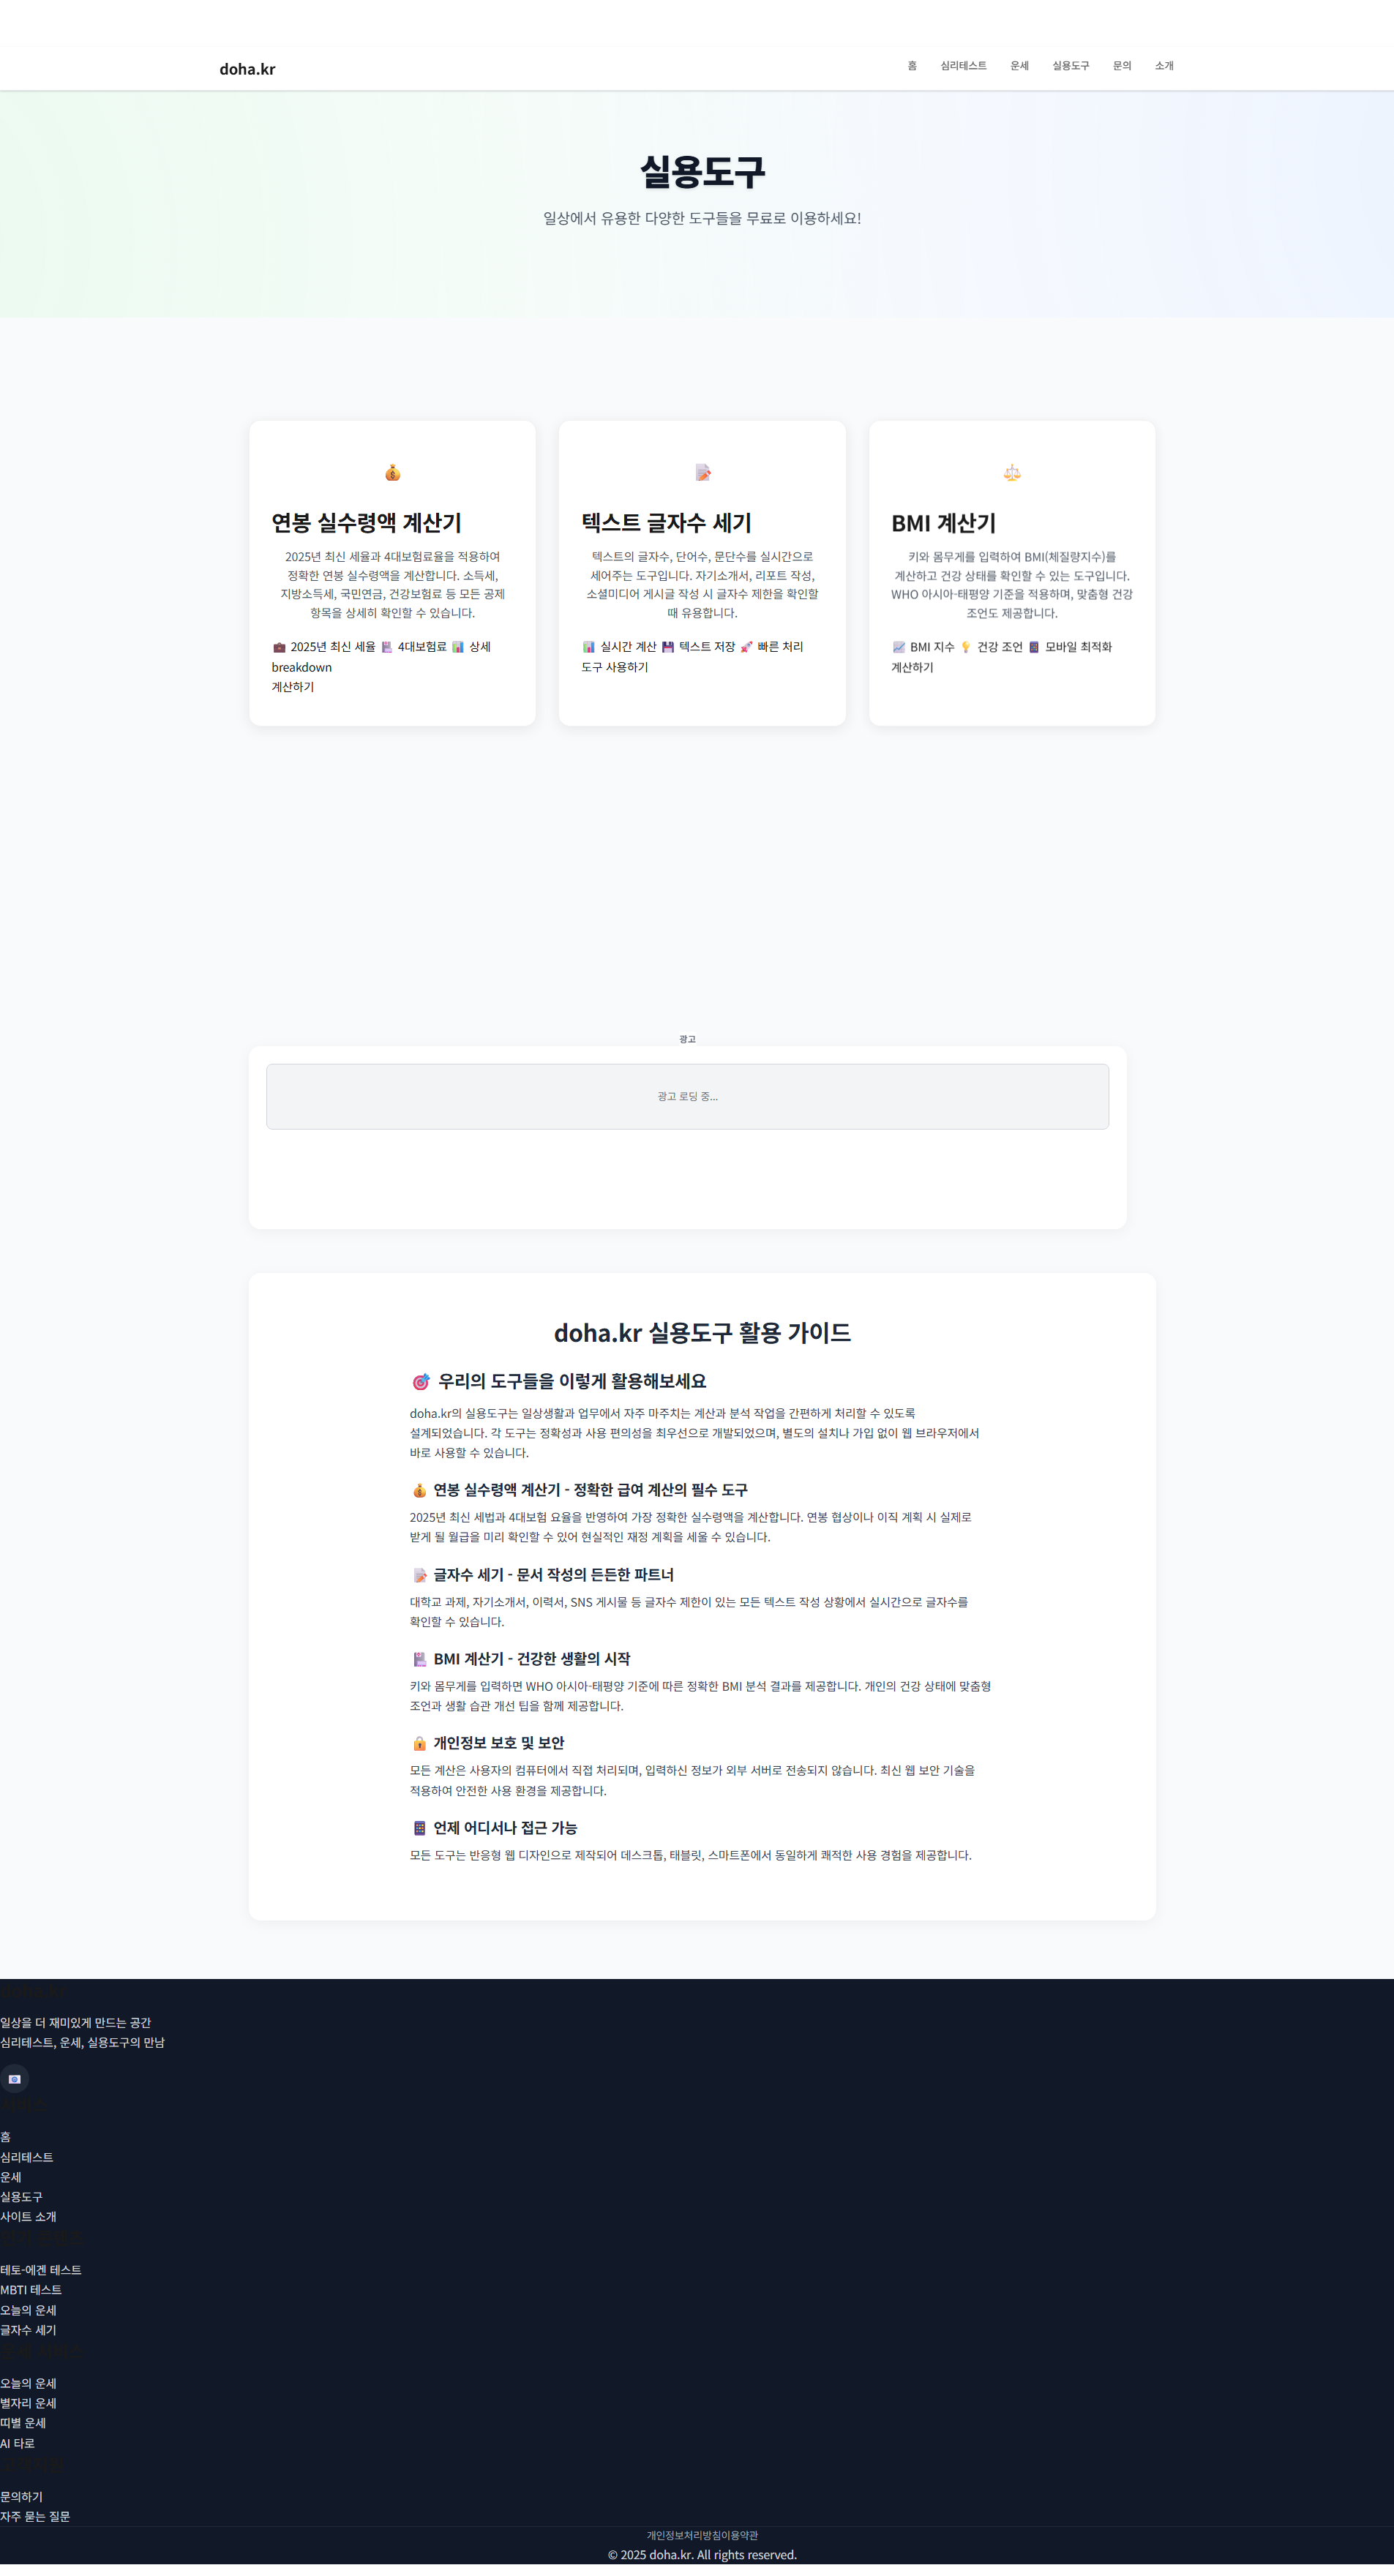 doha.kr
홈 심리테스트 운세 실용도구 문의 소개
실용도구
일상에서 유용한 다양한 도구들을 무료로 이용하세요!
연봉 실수령액 계산기
2025년 최신 세율과 4대보험료율을 적용하여
정확한 연봉 실수령액을 계산합니다. 소득세,
지방소득세, 국민연금, 건강보험료 등 모든 공제
항목을 상세히 확인할 수 있습니다.
2025년 최신 세율 4대보험료 상세
breakdown
계산하기
텍스트 글자수 세기
텍스트의 글자수, 단어수, 문단수를 실시간으로
세어주는 도구입니다. 자기소개서, 리포트 작성,
소셜미디어 게시글 작성 시 글자수 제한을 확인할
때 유용합니다.
실시간 계산 텍스트 저장 빠른 처리
도구 사용하기
BMI 계산기
키와 몸무게를 입력하여 BMI(체질량지수)를
계산하고 건강 상태를 확인할 수 있는 도구입니다.
WHO 아시아-태평양 기준을 적용하며, 맞춤형 건강
조언도 제공합니다.
BMI 지수 건강 조언 모바일 최적화
계산하기
광고
광고 로딩 중...
doha.kr 실용도구 활용 가이드
우리의 도구들을 이렇게 활용해보세요
doha.kr의 실용도구는 일상생활과 업무에서 자주 마주치는 계산과 분석 작업을 간편하게 처리할 수 있도록
설계되었습니다. 각 도구는 정확성과 사용 편의성을 최우선으로 개발되었으며, 별도의 설치나 가입 없이 웹 브라우저에서
바로 사용할 수 있습니다.
연봉 실수령액 계산기 - 정확한 급여 계산의 필수 도구
2025년 최신 세법과 4대보험 요율을 반영하여 가장 정확한 실수령액을 계산합니다. 연봉 협상이나 이직 계획 시 실제로
받게 될 월급을 미리 확인할 수 있어 현실적인 재정 계획을 세울 수 있습니다.
글자수 세기 - 문서 작성의 든든한 파트너
대학교 과제, 자기소개서, 이력서, SNS 게시물 등 글자수 제한이 있는 모든 텍스트 작성 상황에서 실시간으로 글자수를
확인할 수 있습니다.
BMI 계산기 - 건강한 생활의 시작
키와 몸무게를 입력하면 WHO 아시아-태평양 기준에 따른 정확한 BMI 분석 결과를 제공합니다. 개인의 건강 상태에 맞춤형
조언과 생활 습관 개선 팁을 함께 제공합니다.
개인정보 보호 및 보안
모든 계산은 사용자의 컴퓨터에서 직접 처리되며, 입력하신 정보가 외부 서버로 전송되지 않습니다. 최신 웹 보안 기술을
적용하여 안전한 사용 환경을 제공합니다.
언제 어디서나 접근 가능
모든 도구는 반응형 웹 디자인으로 제작되어 데스크톱, 태블릿, 스마트폰에서 동일하게 쾌적한 사용 경험을 제공합니다.
일상을 더 재미있게 만드는 공간
심리테스트, 운세, 실용도구의 만남
홈
심리테스트
운세
실용도구
사이트 소개
테토-에겐 테스트
MBTI 테스트
오늘의 운세
글자수 세기
오늘의 운세
별자리 운세
띠별 운세
AI 타로
문의하기
자주 묻는 질문
개인정보처리방침이용약관
© 2025 doha.kr. All rights reserved.